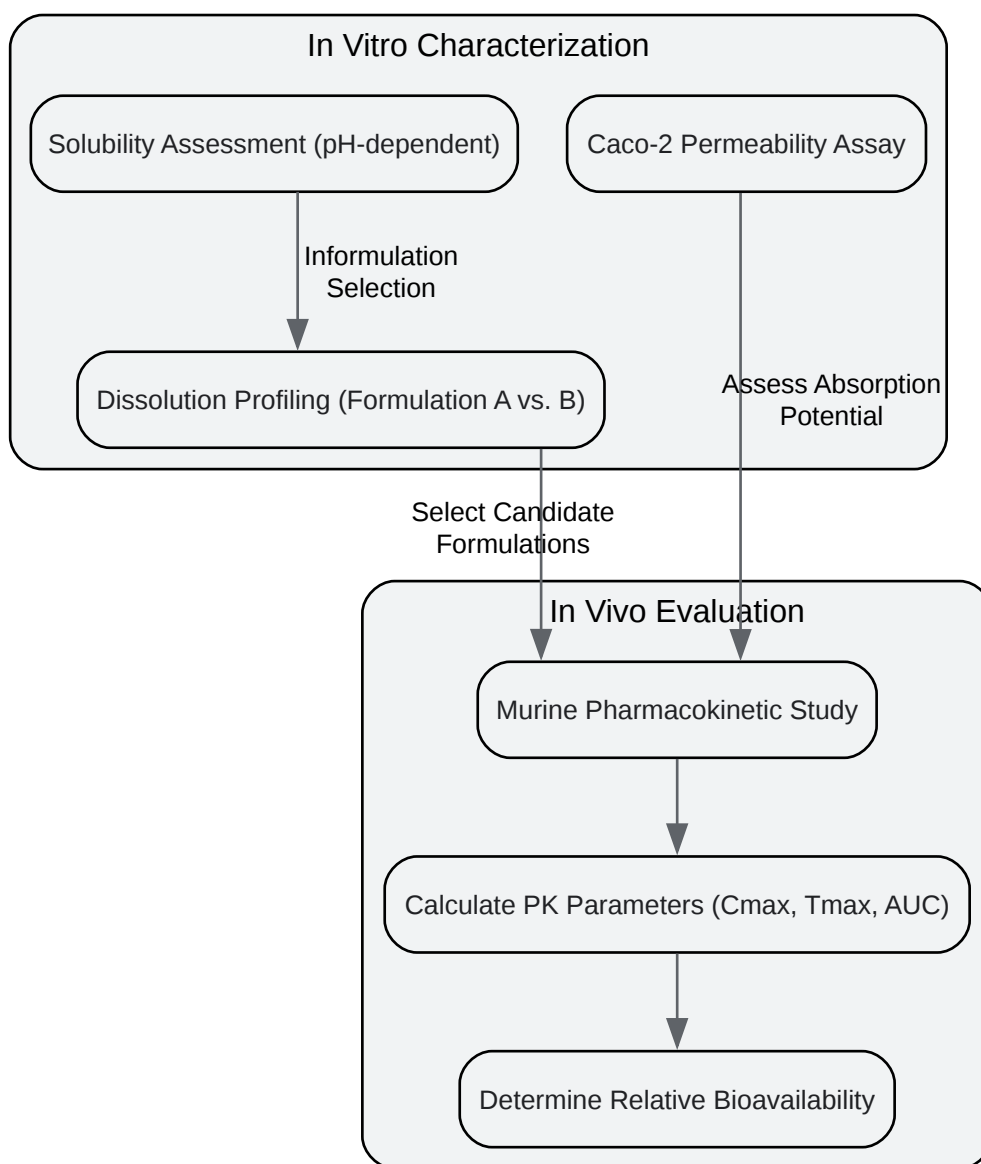 In Vitro Characterization
Solubility Assessment (pH-dependent)
Caco-2 Permeability Assay
Informulation
Selection
Dissolution Profiling (Formulation A vs. B)
Assess Absorption
Potential
Select Candidate
Formulations
In Vivo Evaluation
Murine Pharmacokinetic Study
Calculate PK Parameters (Cmax, Tmax, AUC)
Determine Relative Bioavailability